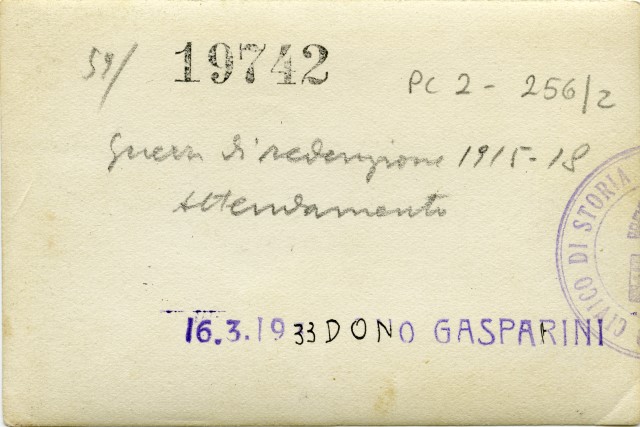 59/ 19742 PC 2 - 256/2
Guerra di redenzione 1915-18
Attendamento
CIVICO DI STORIA
16.3.1933 DONO GASPARINI